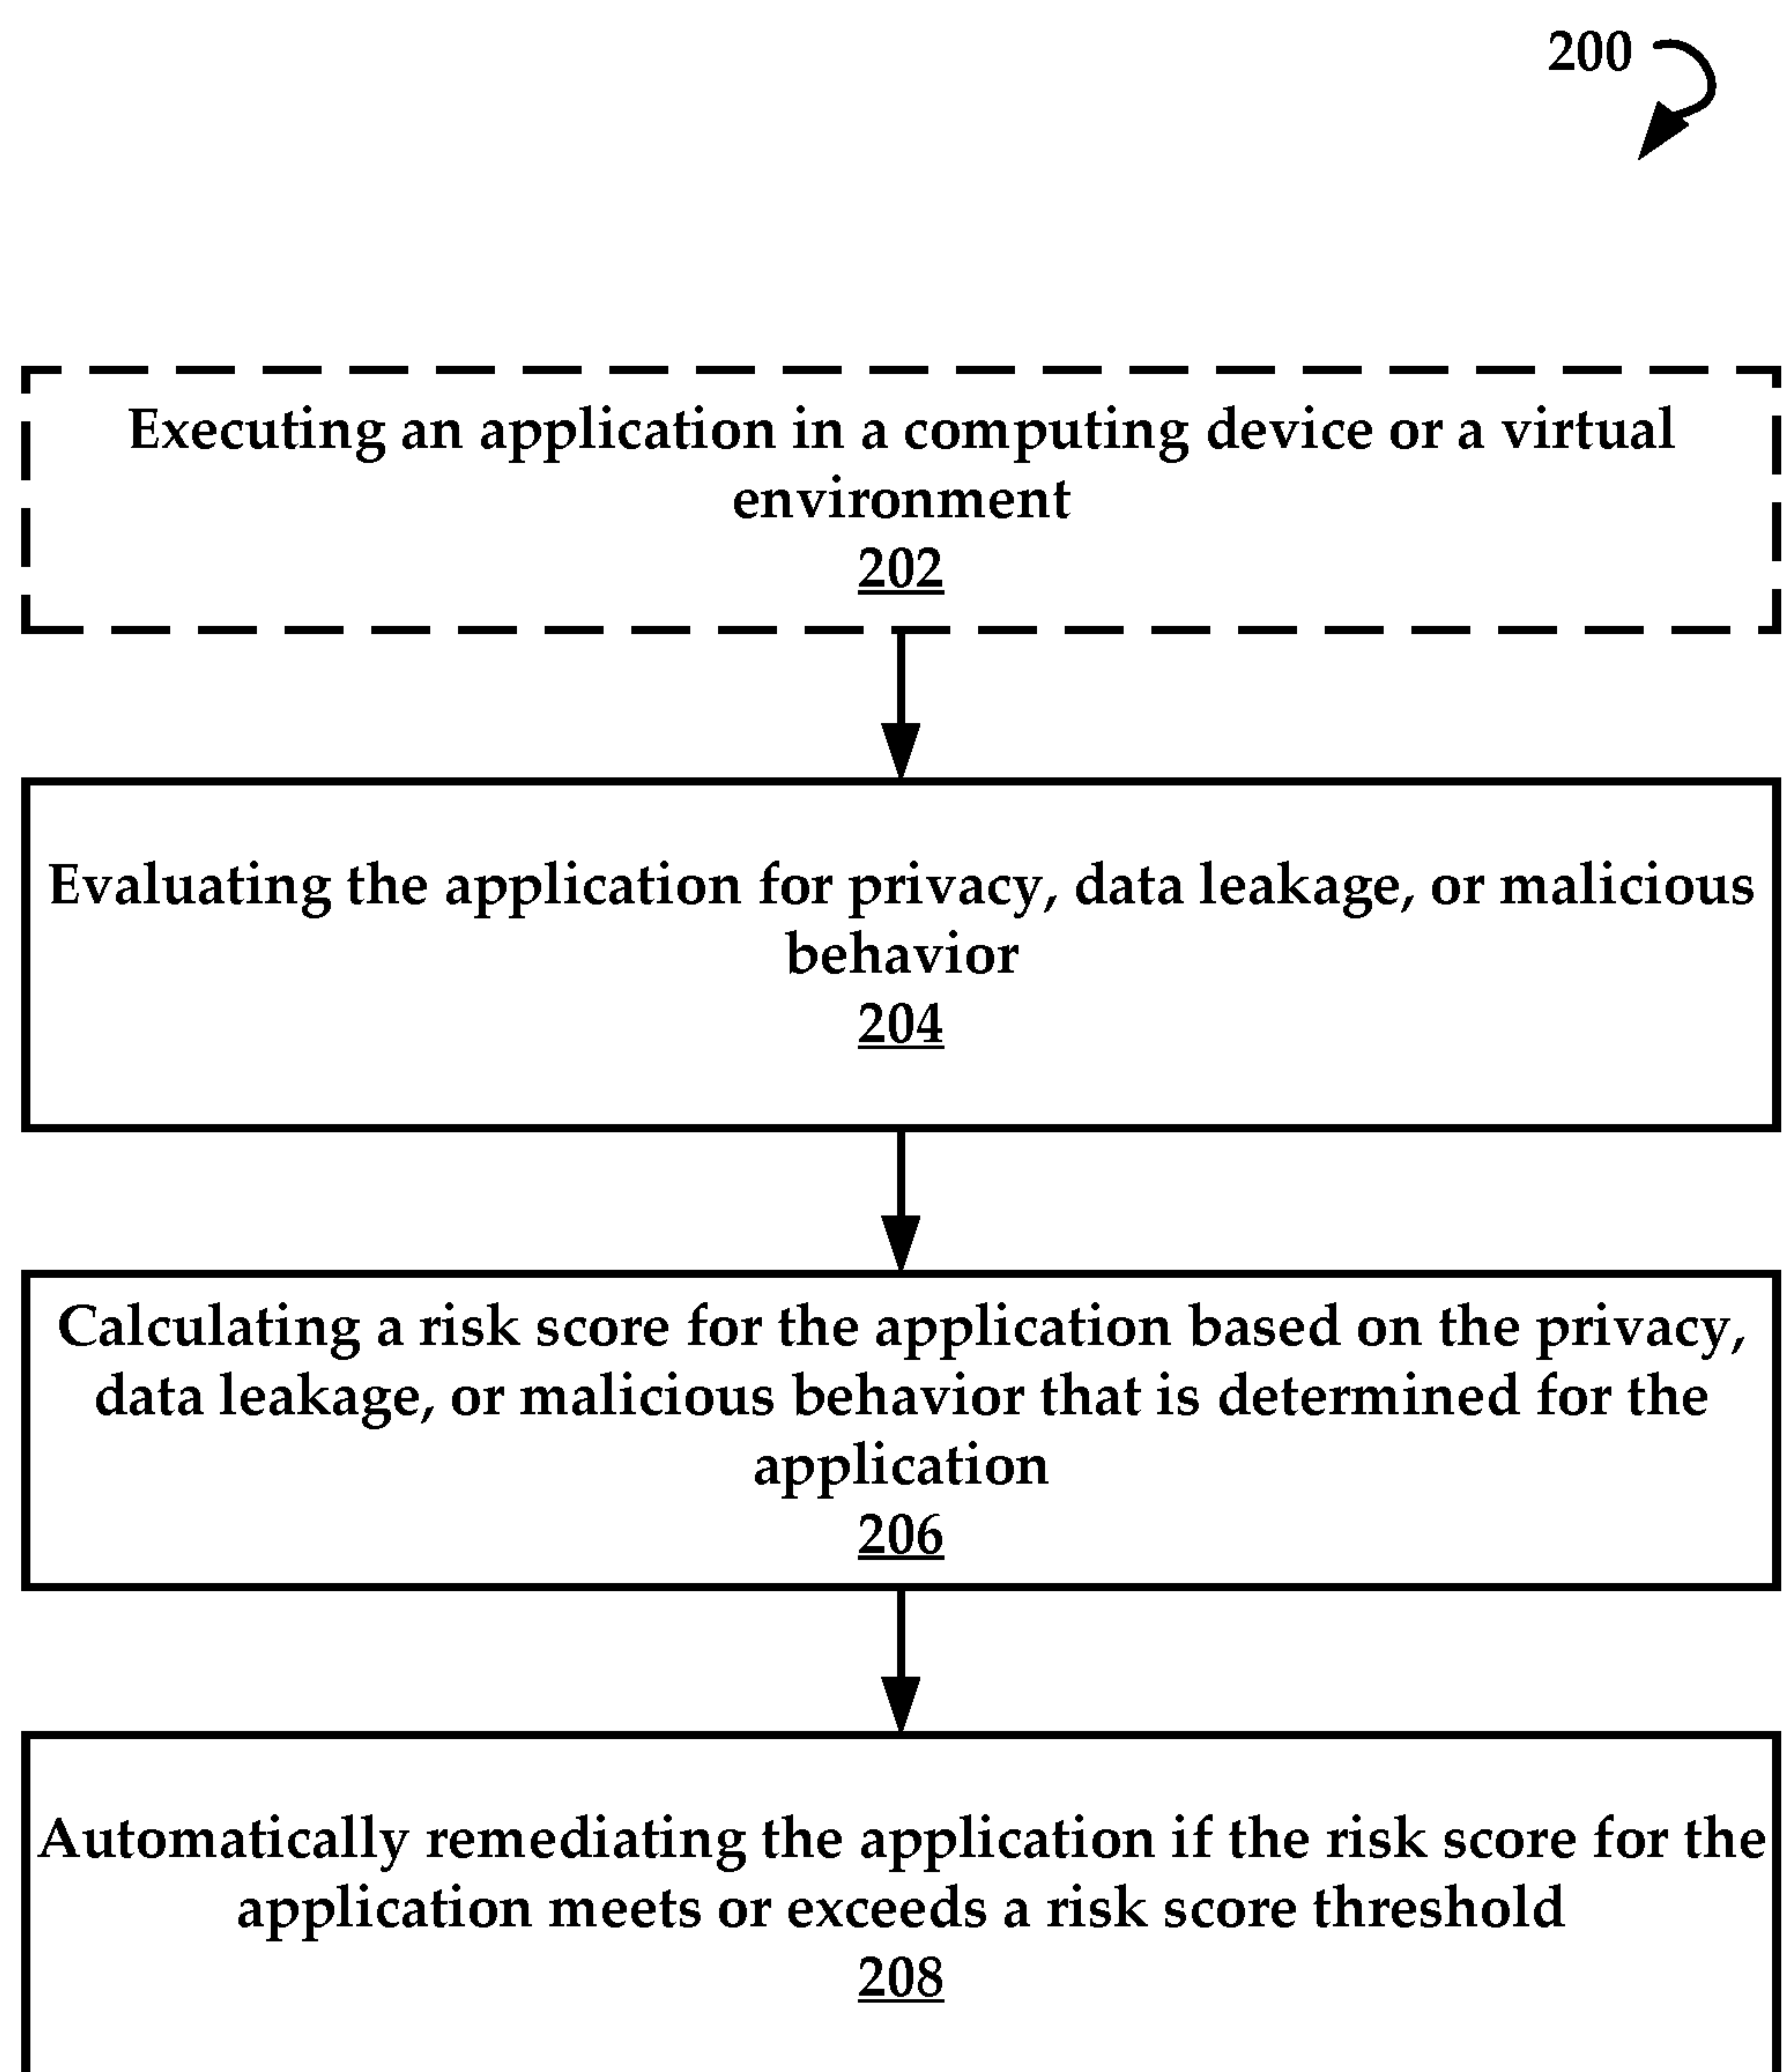 200
Executing an application in a computing device or a virtual
environment
202
Evaluating the application for privacy, data leakage, or malicious
behavior
204
Calculating a risk score for the application based on the privacy,
data leakage, or malicious behavior that is determined for the
application
206
Automatically remediating the application if the risk score for the
application meets or exceeds a risk score threshold
208